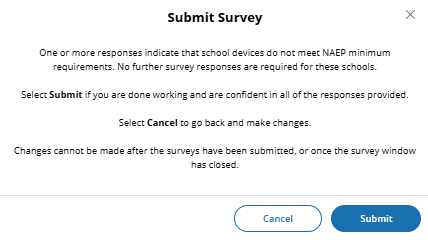 Submit Survey
One or more responses indicate that school devices do not meet NAEP minimum
requirements. No further survey responses are required for these schools.
Select Submit if you are done working and are confident in all of the responses provided.
Select Cancel to go back and make changes.
Changes cannot be made after the surveys have been submitted, or once the survey window
has closed.
Cancel
Submit